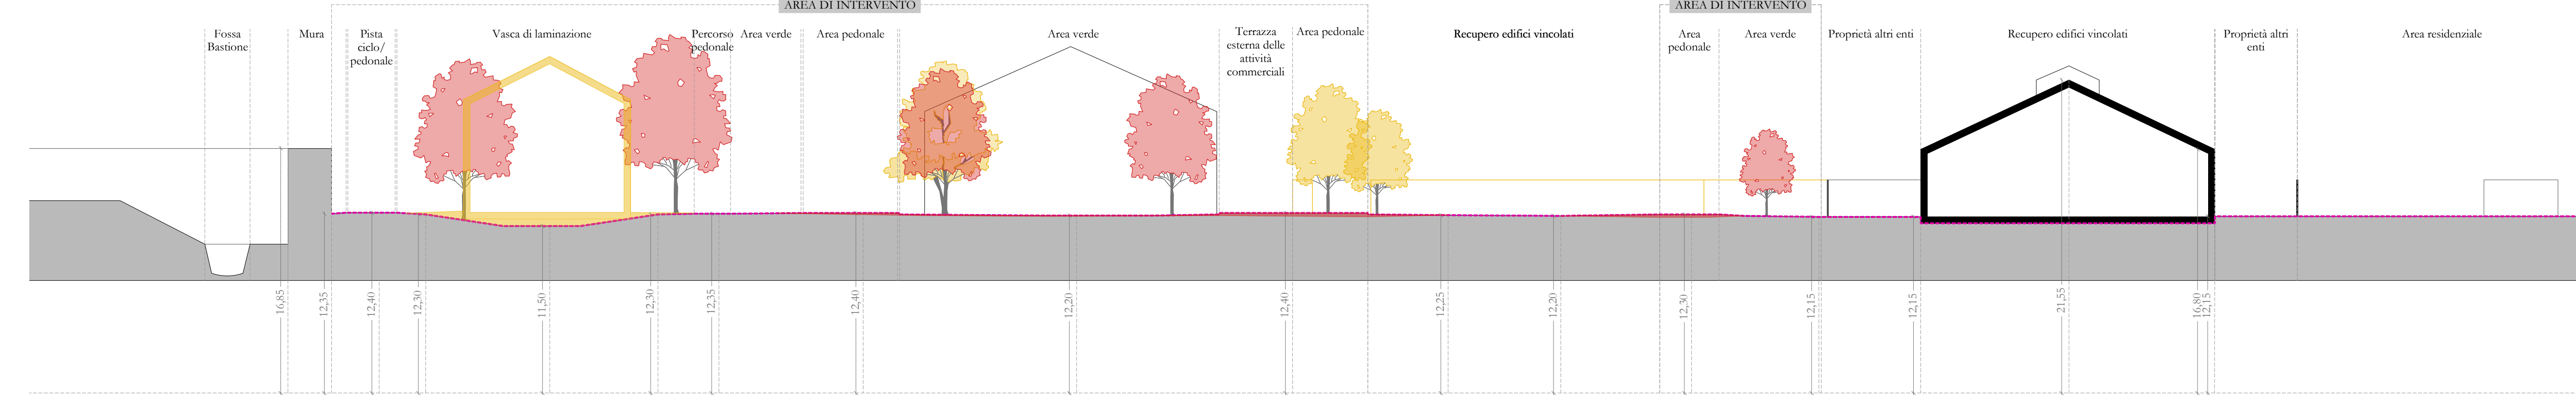 AREA DI INTERVENTO
AREA DI INTERVENTO
Fossa
Bastione
Mura
Pista
ciclo/
pedonale
Vasca di laminazione
Percorso
pedonale
Area verde
Area pedonale
Area verde
Terrazza
esterna delle
attività
commerciali
Area pedonale
Recupero edifici vincolati
Area
pedonale
Area verde
Proprietà altri enti
Recupero edifici vincolati
Proprietà altri
enti
Area residenziale
16,85
12,35
12,40
12,30
11,50
12,30
12,35
12,40
12,20
12,40
12,25
12,20
12,30
12,15
12,15
21,55
16,80
12,15